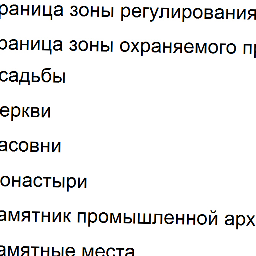 раница зоны регулирования
раница зоны охраняемого пр
садьбы
еркви
асовни
онастыри
амятник промышленной арх
амятные места